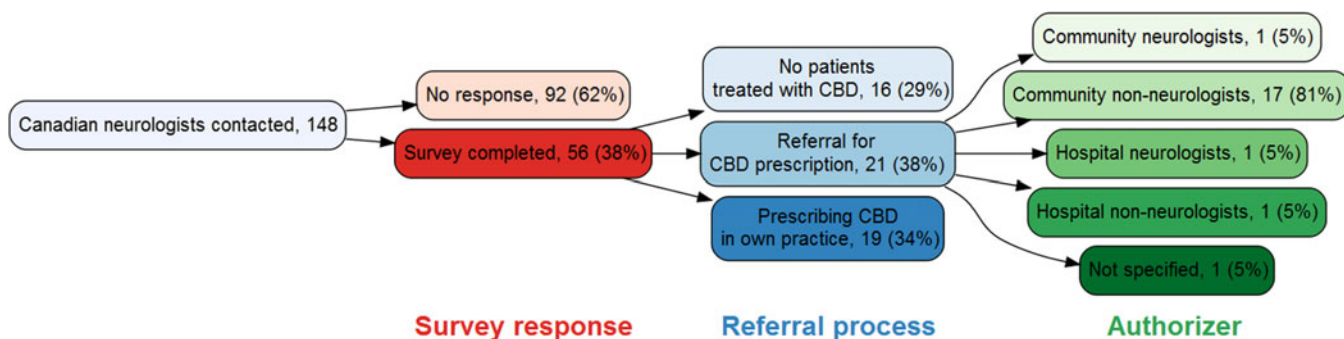 Canadian neurologists contacted, 148
No response, 92 (62%)
Survey completed, 56 (38%)
No patients
treated with CBD, 16 (29%)
Referral for
CBD prescription, 21 (38%)
Prescribing CBD
in own practice, 19 (34%)
Community neurologists, 1 (5%)
Community non-neurologists, 17 (81%)
Hospital neurologists, 1 (5%)
Hospital non-neurologists, 1 (5%)
Not specified, 1 (5%)
Survey response
Referral process
Authorizer